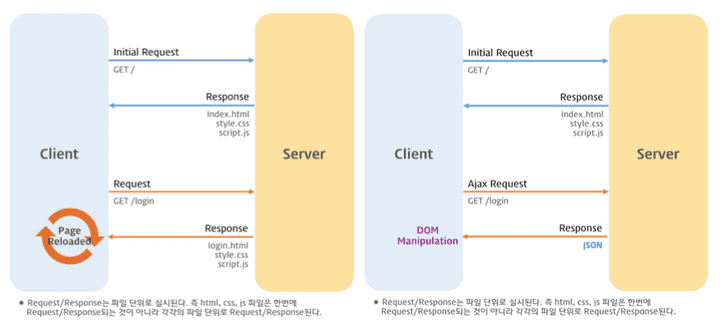 Initial Request
GET /
Response
Index.html
style.css
script.js
Client
Server
Request
GET /login
Response
login.html
style.css
script.js
Page
Reloaded
* Request/Response는 파일 단위로 실시된다. 즉 html, css, js 파일은 한번에
Request/Response되는 것이 아니라 각각의 파일 단위로 Request/Response된다.
Initial Request
GET /
Response
Index.html
style.css
script.js
Client
Server
Ajax Request
GET /login
Response
JSON
DOM
Manipulation
* Request/Response는 파일 단위로 실시된다. 즉 html, css, js 파일은 한번에
Request/Response되는 것이 아니라 각각의 파일 단위로 Request/Response된다.